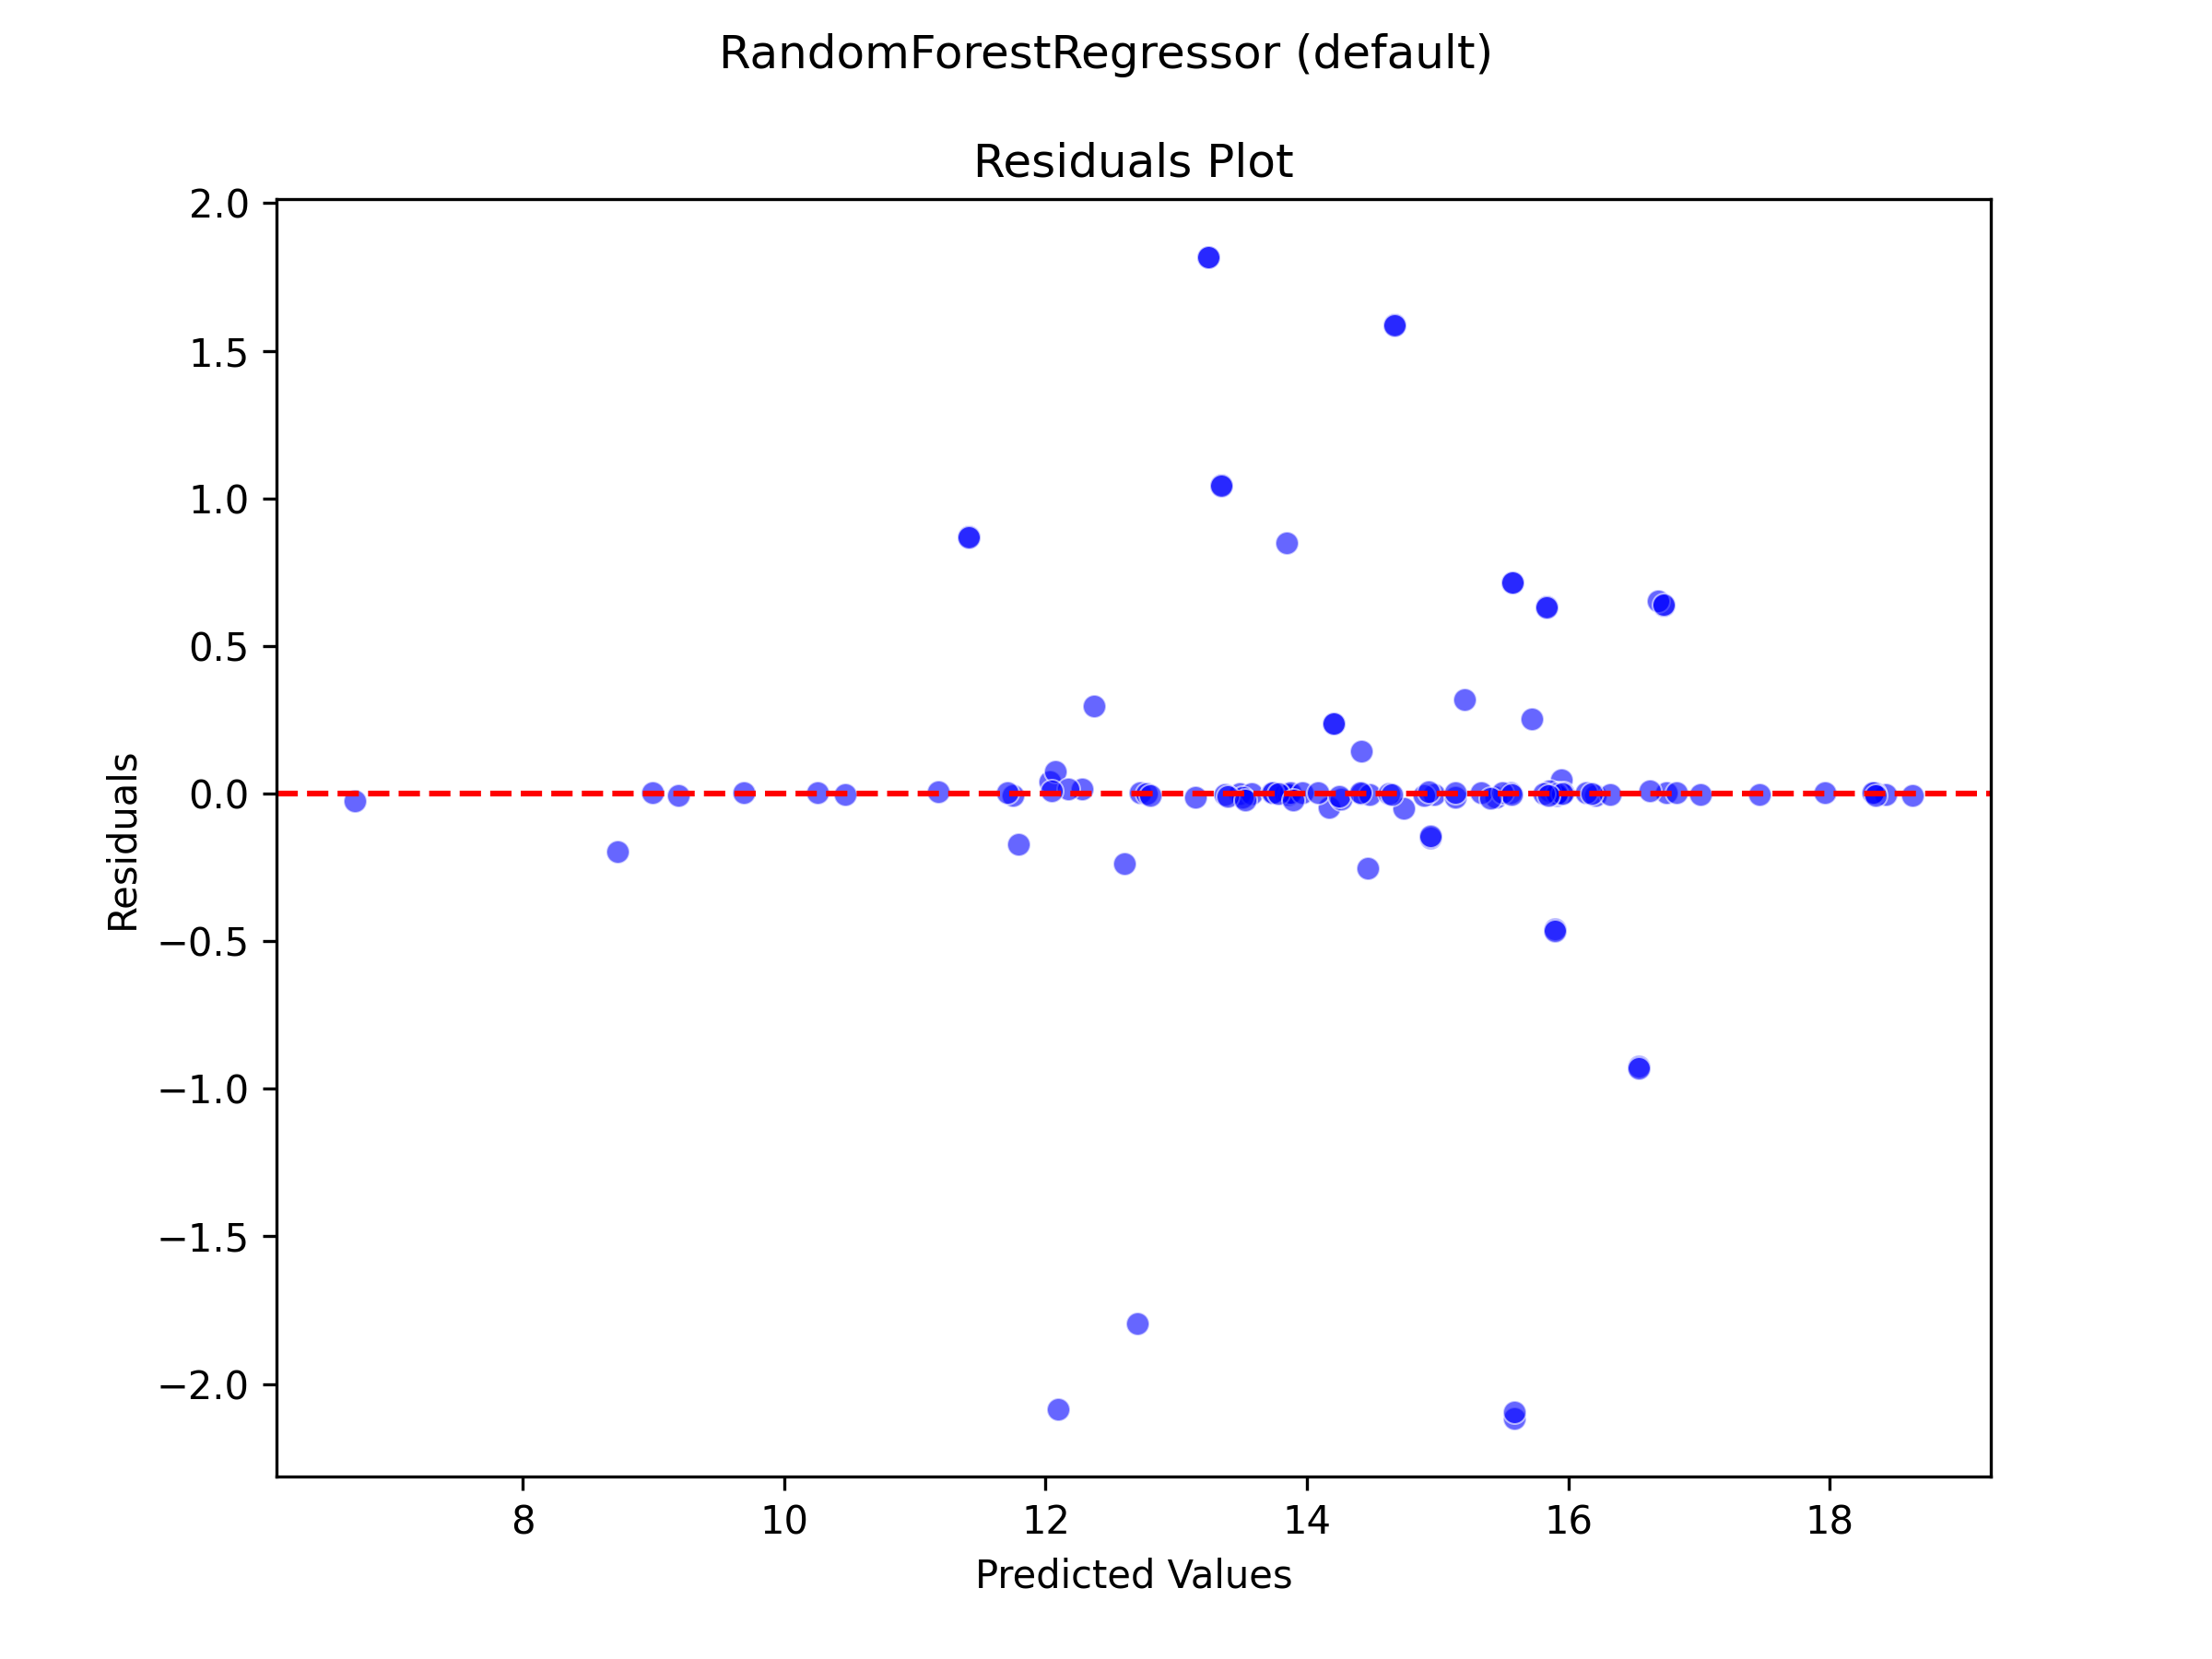 RandomForestRegressor (default)
Residuals Plot
2.0
1.5
1.0
0.5
0.0
−0.5
−1.0
−1.5
−2.0
Residuals
8 10 12 14 16 18
Predicted Values